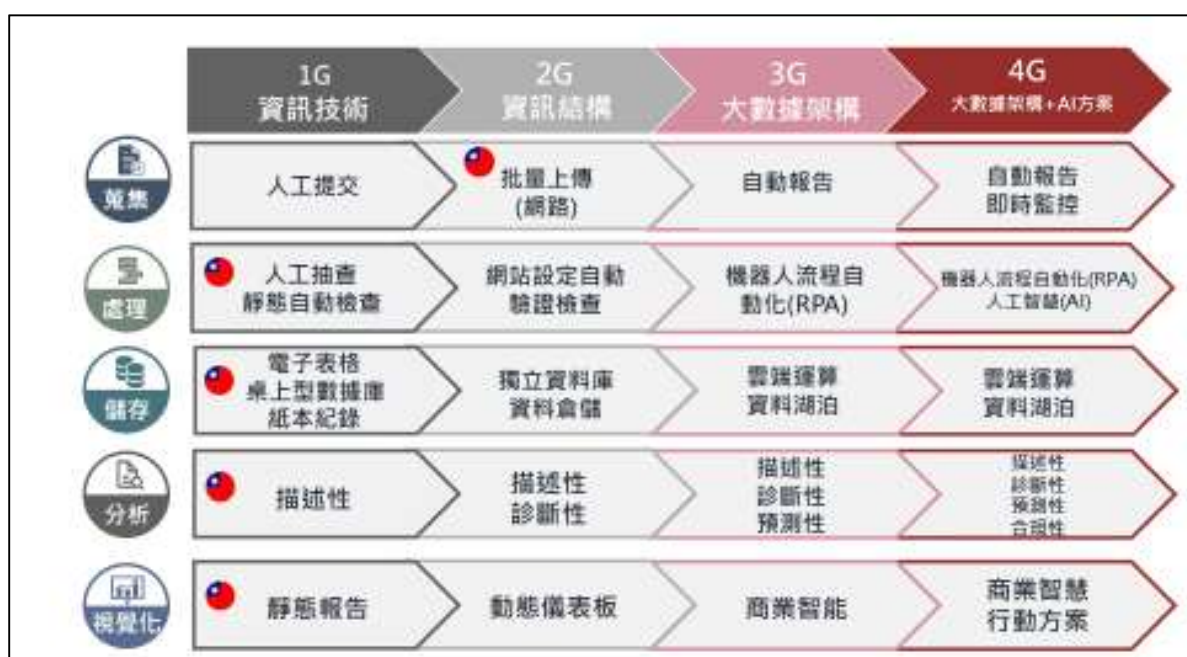 1G
資訊技術
2G
資訊結構
3G
大數據架構
4G
大數據架構+AI方案
蒐集
人工提交
批量上傳
(網路)
自動報告
自動報告
即時監控
處理
人工抽查
靜態自動檢查
網站設定自動
驗證檢查
機器人流程自
動化(RPA)
機器人流程自動化(RPA)
人工智慧(AI)
儲存
電子表格
桌上型數據庫
紙本紀錄
獨立資料庫
資料倉儲
雲端運算
資料湖泊
雲端運算
資料湖泊
分析
描述性
描述性
診斷性
描述性
診斷性
預測性
描述性
診斷性
預測性
合規性
視覺化
靜態報告
動態儀表板
商業智能
商業智慧
行動方案